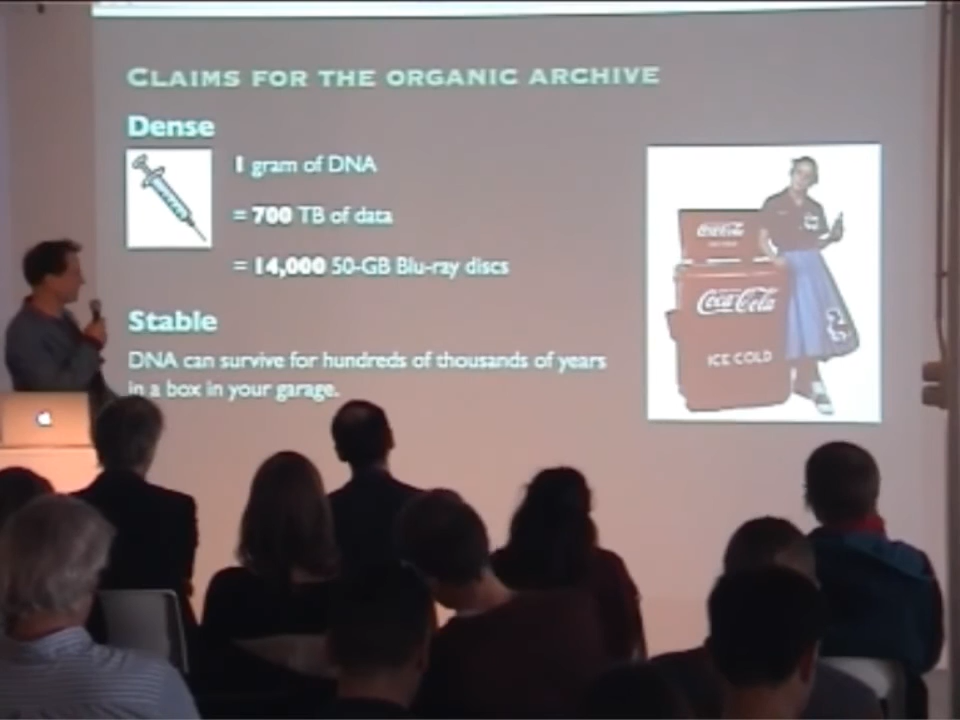 CLAIMS FOR THE ORGANIC ARCHIVE
Dense
1 gram of DNA
= 700 TB of data
= 14,000 50-GB Blu-ray discs
Stable
DNA can survive for hundreds of thousands of years
in a box in your garage.
Coca-Cola
Coca-Cola
ICE COLD